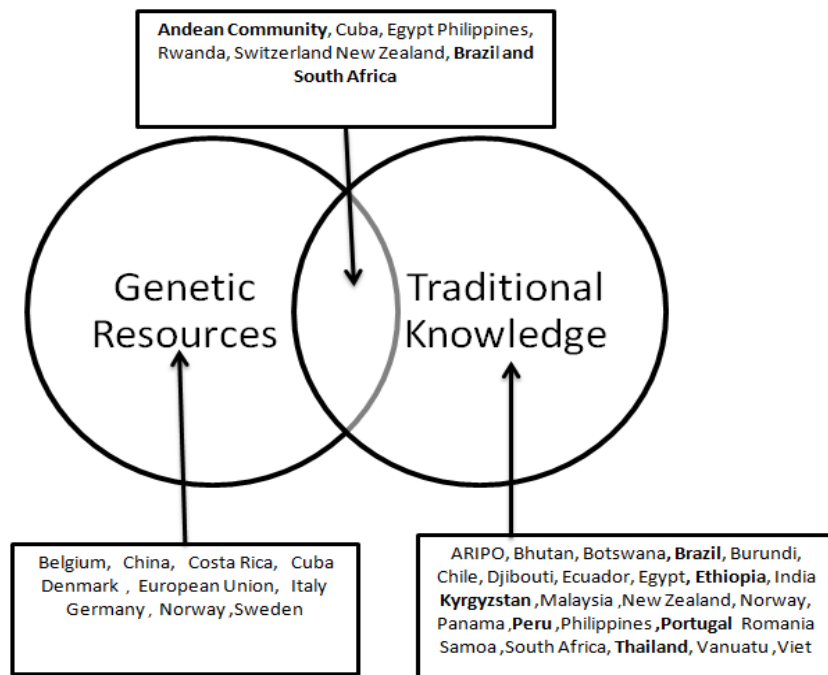 Andean Community, Cuba, Egypt Philippines,
Rwanda, Switzerland New Zealand, Brazil and
South Africa
Genetic
Resources
Traditional
Knowledge
Belgium, China, Costa Rica, Cuba
Denmark , European Union, Italy
Germany , Norway ,Sweden
ARIPO, Bhutan, Botswana, Brazil, Burundi,
Chile, Djibouti, Ecuador, Egypt, Ethiopia, India
Kyrgyzstan ,Malaysia ,New Zealand, Norway,
Panama ,Peru ,Philippines ,Portugal Romania
Samoa ,South Africa, Thailand, Vanuatu ,Viet